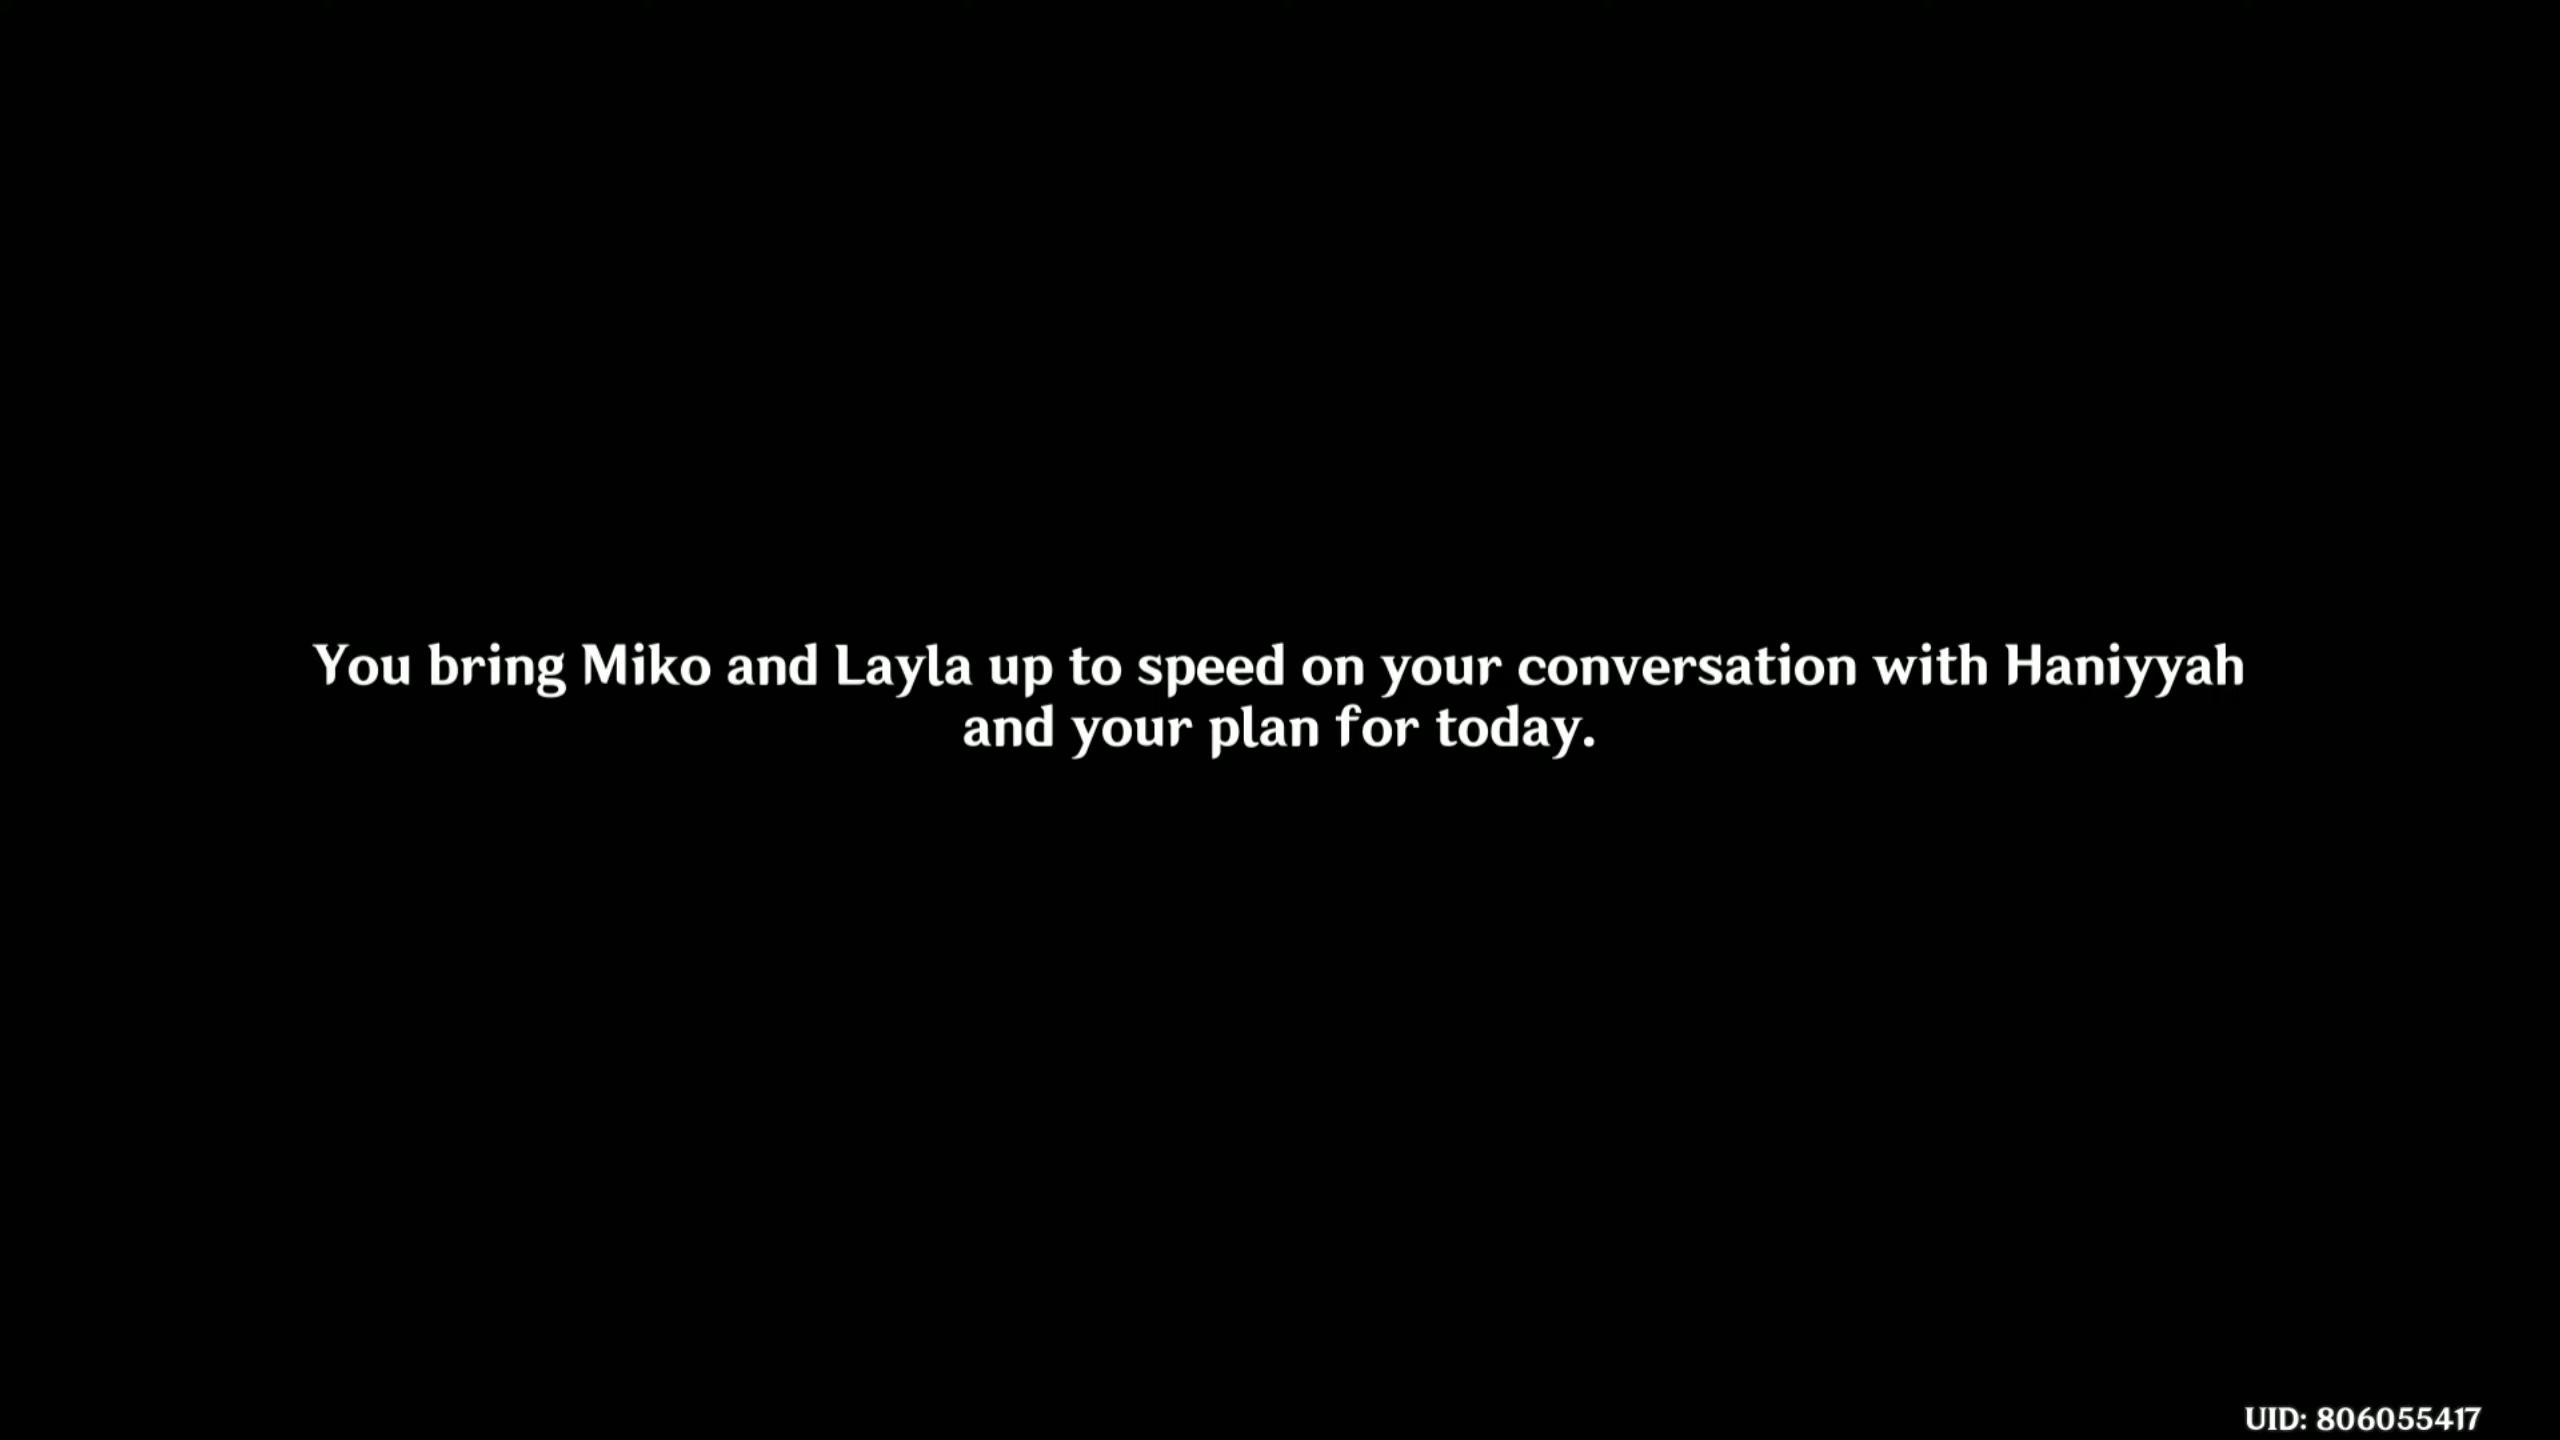 You bring Miko and Layla up to speed on your conversation with Haniyyah
and your plan for today.
UID: 806055417